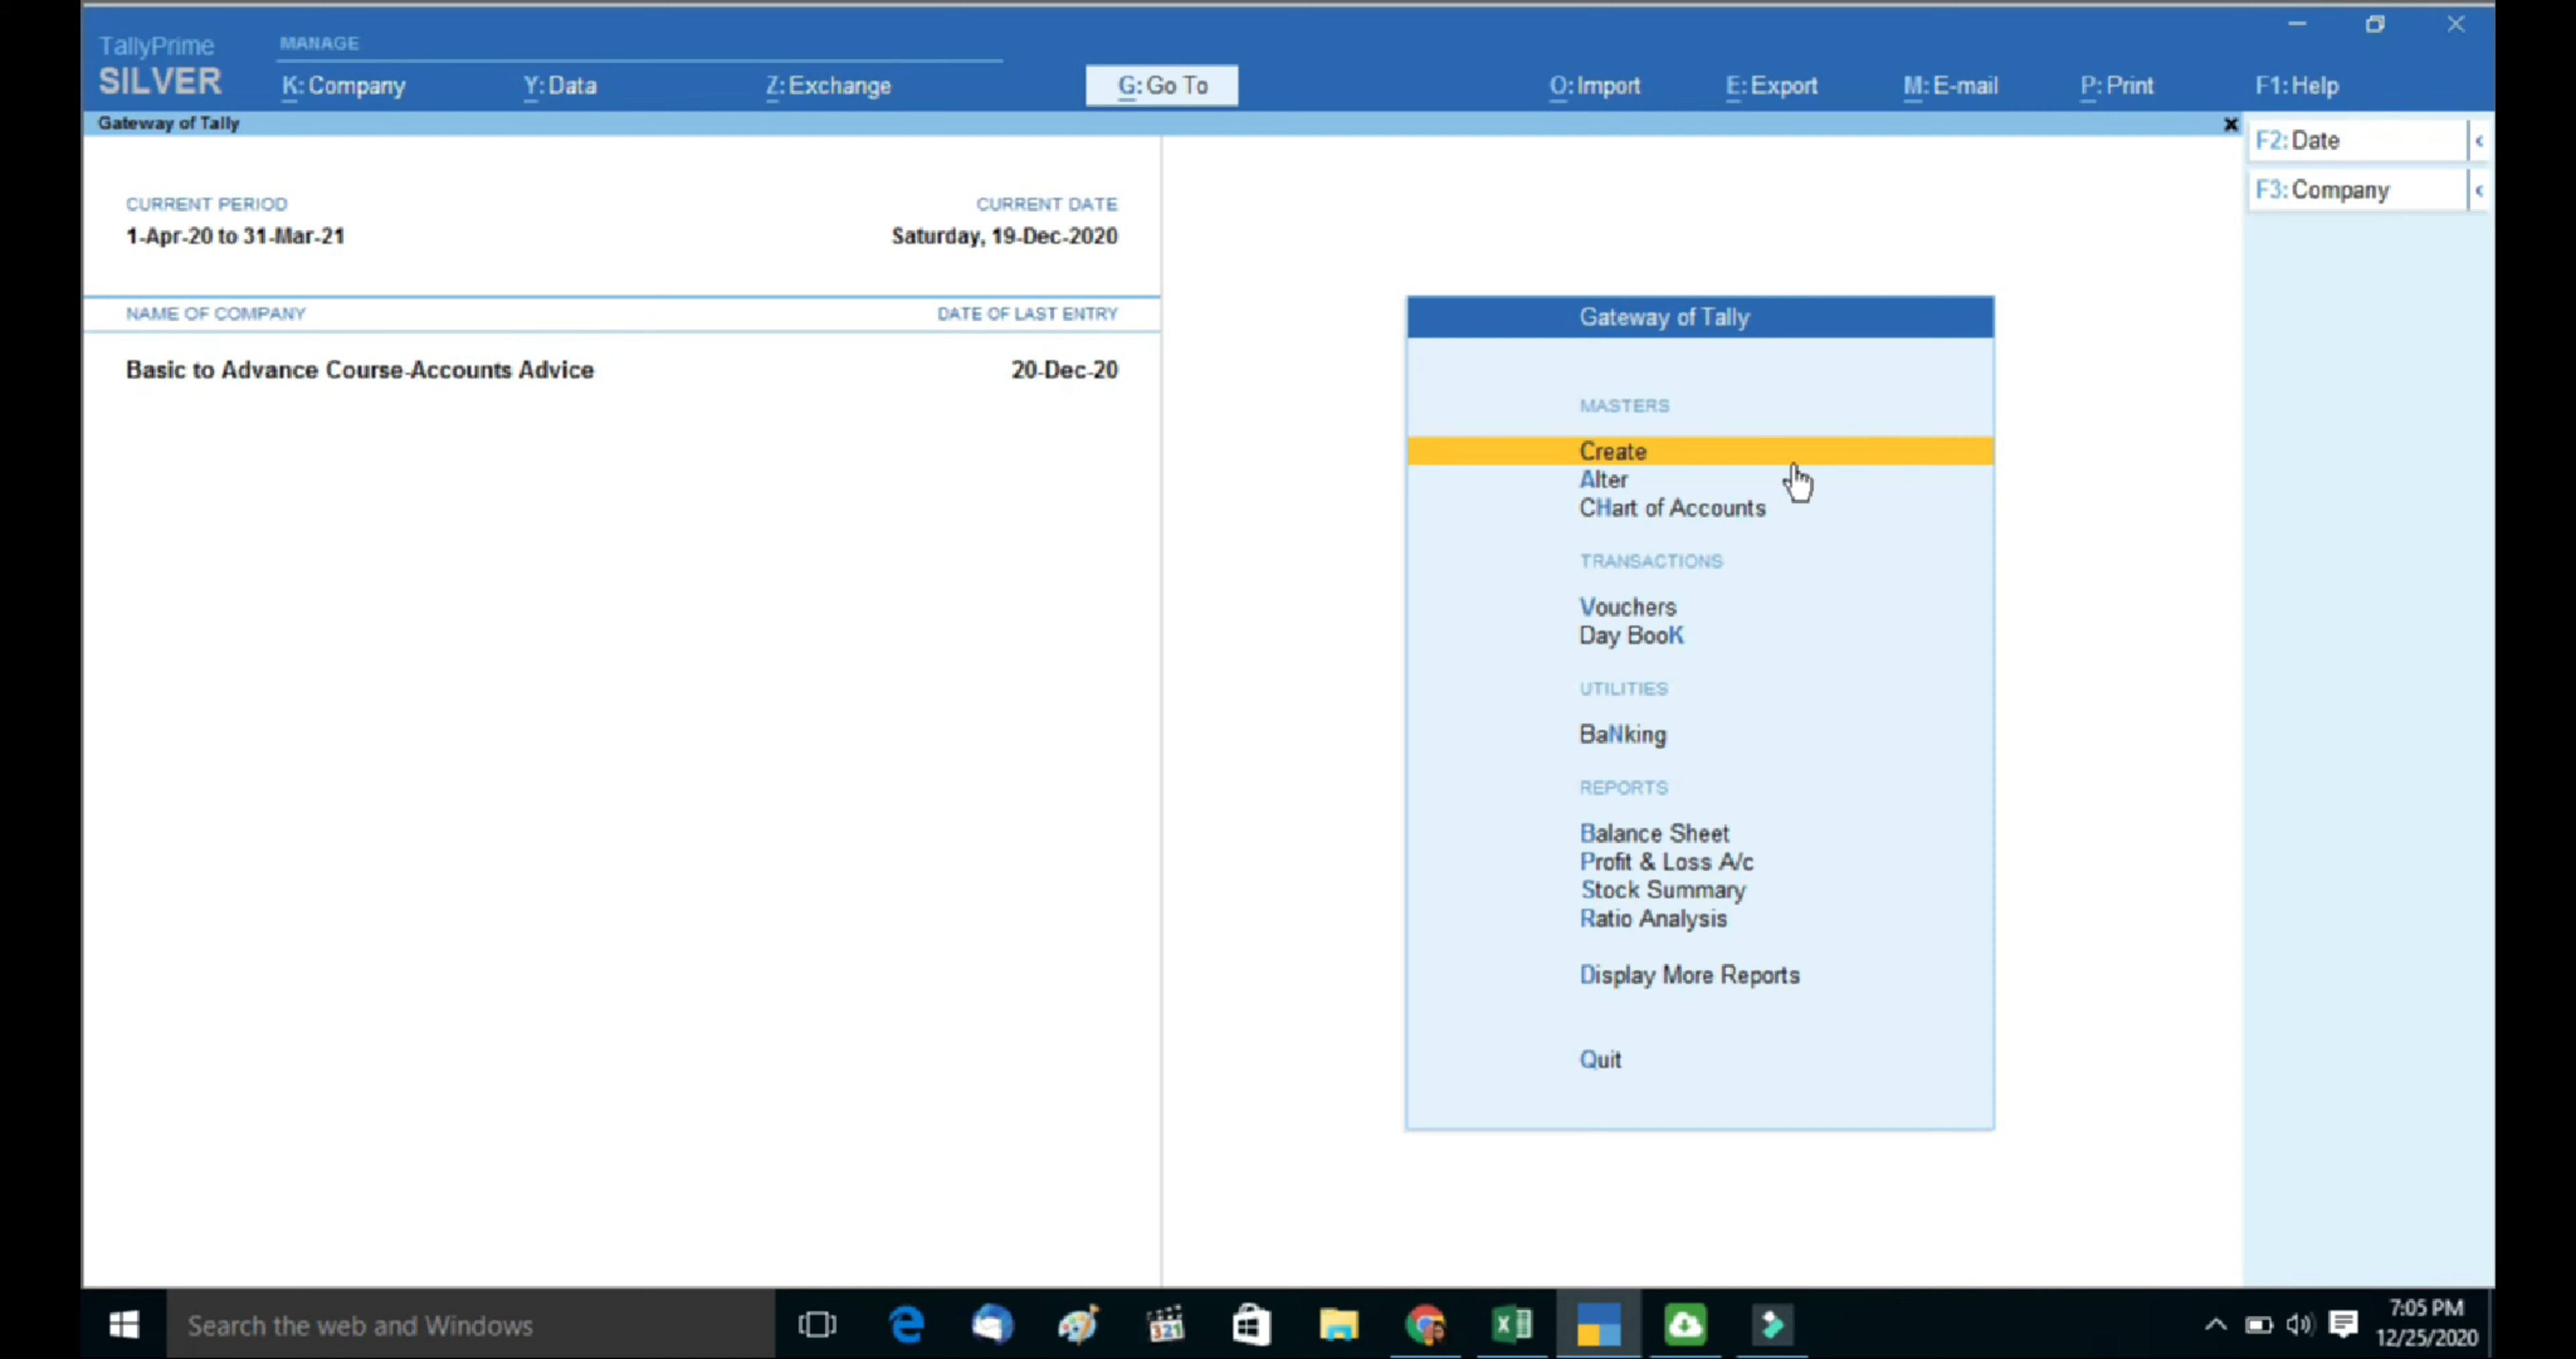 TallyPrime
SILVER
MANAGE
K: Company
Y: Data
Z: Exchange
G: Go To
O: Import
E: Export
M: E-mail
P: Print
F1: Help
Gateway of Tally
F2: Date
F3: Company
CURRENT PERIOD
CURRENT DATE
1-Apr-20 to 31-Mar-21
Saturday, 19-Dec-2020
NAME OF COMPANY
DATE OF LAST ENTRY
Basic to Advance Course-Accounts Advice
20-Dec-20
Gateway of Tally
MASTERS
Create
Alter
CHart of Accounts
TRANSACTIONS
Vouchers
Day BooK
UTILITIES
BaNking
REPORTS
Balance Sheet
Profit & Loss A/c
Stock Summary
Ratio Analysis
Display More Reports
Quit
Search the web and Windows
321
7:05 PM
12/25/2020